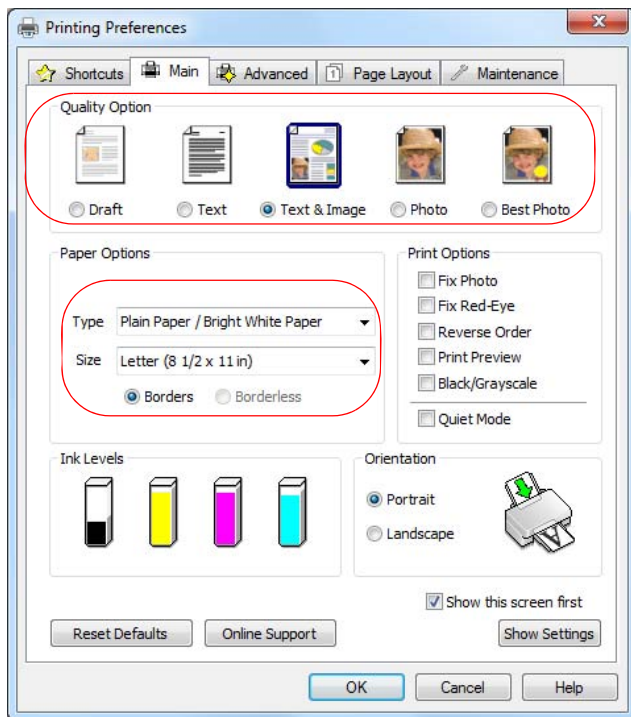 Printing Preferences
Shortcuts Main Advanced 1 Page Layout Maintenance
Quality Option
Draft Text Text & Image Photo Best Photo
Paper Options
Type Plain Paper / Bright White Paper
Size Letter (8 1/2 x 11 in)
Borders Borderless
Print Options
Fix Photo
Fix Red-Eye
Reverse Order
Print Preview
Black/Grayscale
Quiet Mode
Ink Levels
Orientation
Portrait
Landscape
Show this screen first
Reset Defaults Online Support Show Settings
OK Cancel Help